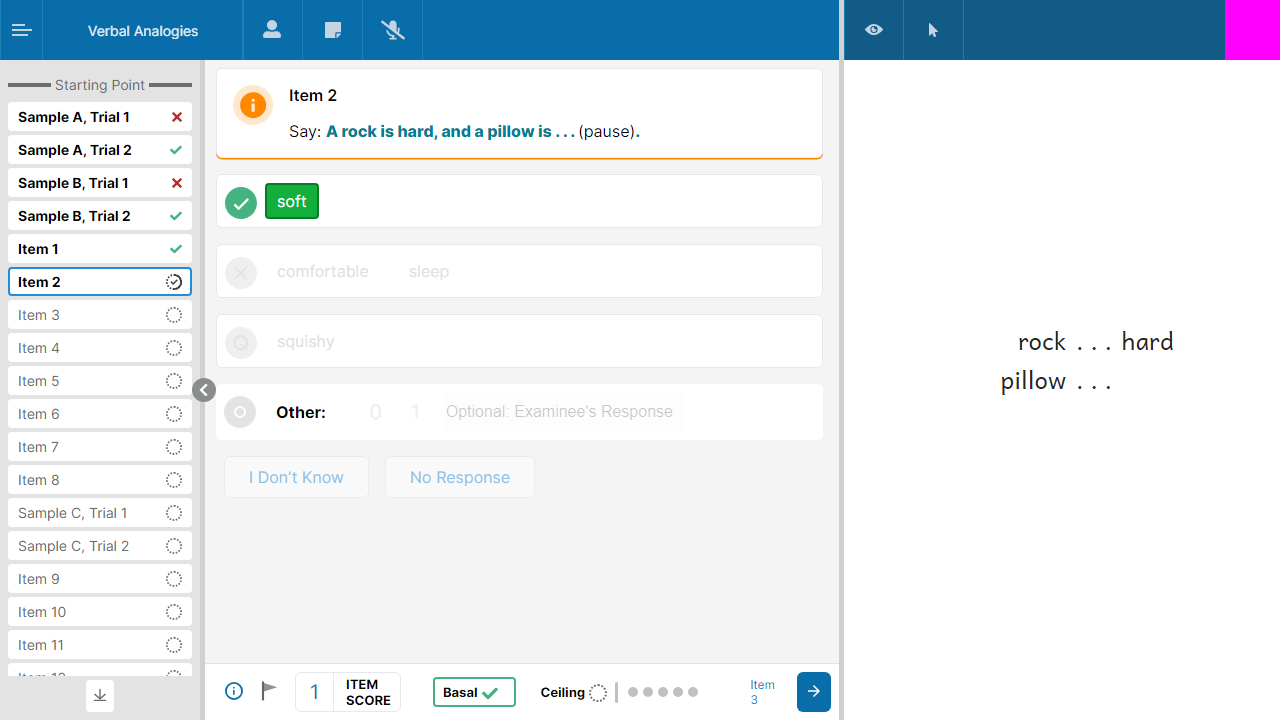 Verbal Analogies
Starting Point
Sample A, Trial 1
Sample A, Trial 2
Sample B, Trial 1
Sample B, Trial 2
Item 1
Item 2
Item 3
Item 4
Item 5
Item 6
Item 7
Item 8
Sample C, Trial 1
Sample C, Trial 2
Item 9
Item 10
Item 11
Item 2
Say: A rock is hard, and a pillow is . . . (pause).
soft
comfortable sleep
Q squishy
O Other: 0 1 Optional: Examinee's Response
I Don't Know No Response
1 ITEM SCORE
Basal
Ceiling
Item 3
rock . . . hard
pillow . . .